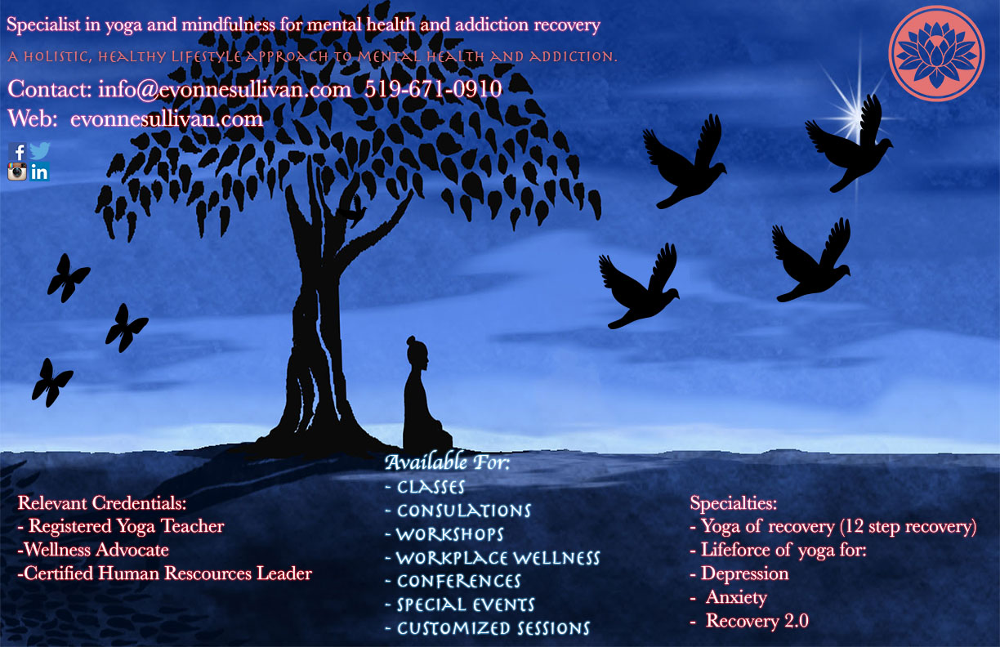 Specialist in yoga and mindfulness for mental health and addiction recovery
A holistic, healthy lifestyle approach to mental health and addiction.
Contact: info@evonnesullivan.com 519-671-0910
Web: evonnesullivan.com
Relevant Credentials:
- Registered Yoga Teacher
-Wellness Advocate
-Certified Human Rescources Leader
Available For:
- Classes
- Consulations
- Workshops
- Workplace Wellness
- Conferences
- Special Events
- Customized Sessions
Specialties:
- Yoga of recovery (12 step recovery)
- Lifeforce of yoga for:
- Depression
- Anxiety
- Recovery 2.0